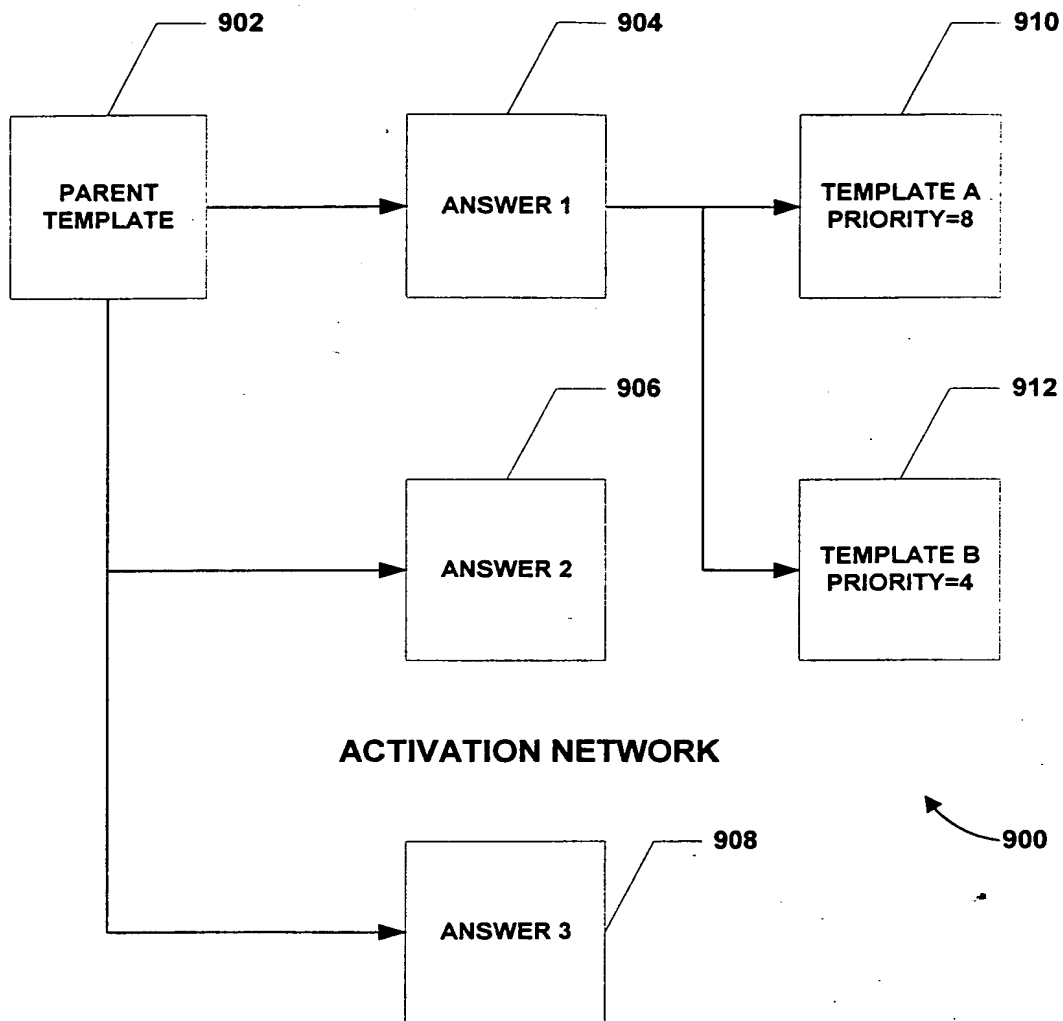 902
904
910
PARENT
TEMPLATE
ANSWER 1
TEMPLATE A
PRIORITY=8
906
912
ANSWER 2
TEMPLATE B
PRIORITY=4
ACTIVATION NETWORK
908
900
ANSWER 3